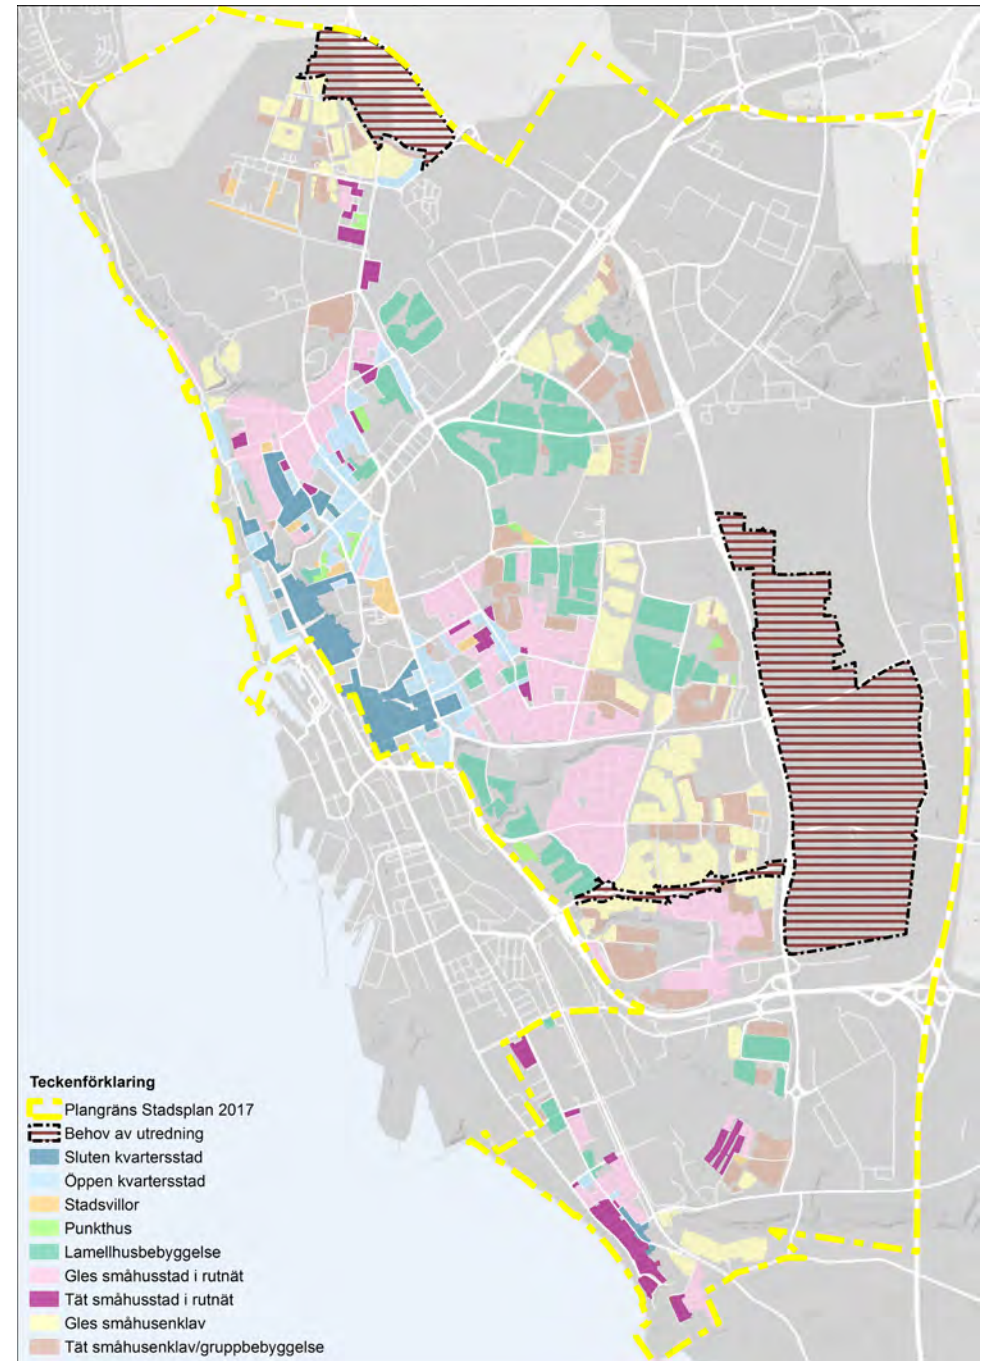 Teckenförklaring
Plangräns Stadsplan 2017
Behov av utredning
Sluten kvartersstad
Öppen kvartersstad
Stadsvillor
Punkthus
Lamellhusbebyggelse
Gles småhusstad i rutnät
Tät småhusstad i rutnät
Gles småhusenklav
Tät småhusenklav/gruppbebyggelse